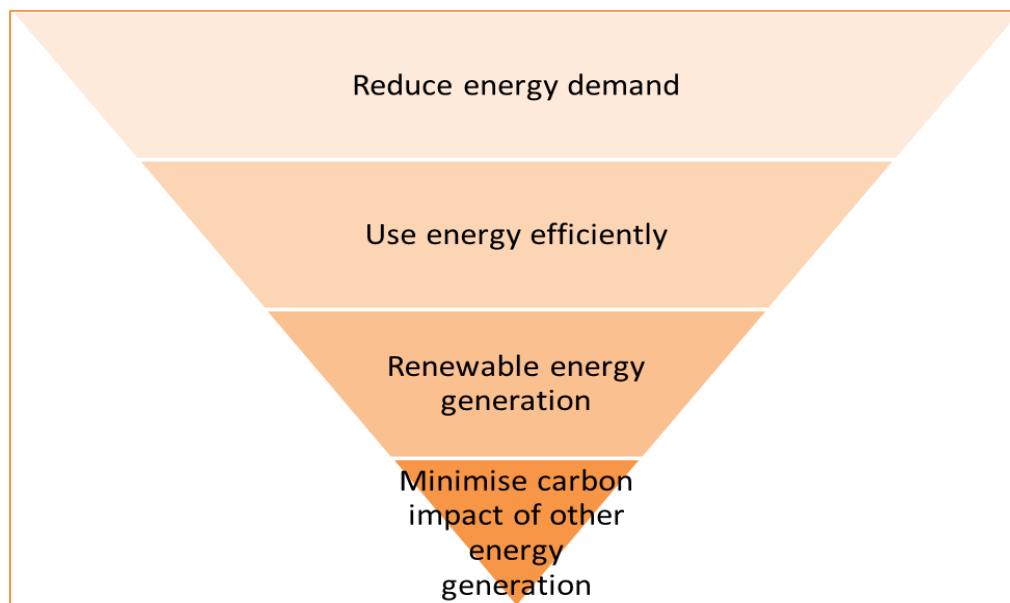 Reduce energy demand
Use energy efficiently
Renewable energy
generation
Minimise carbon
impact of other
energy
generation